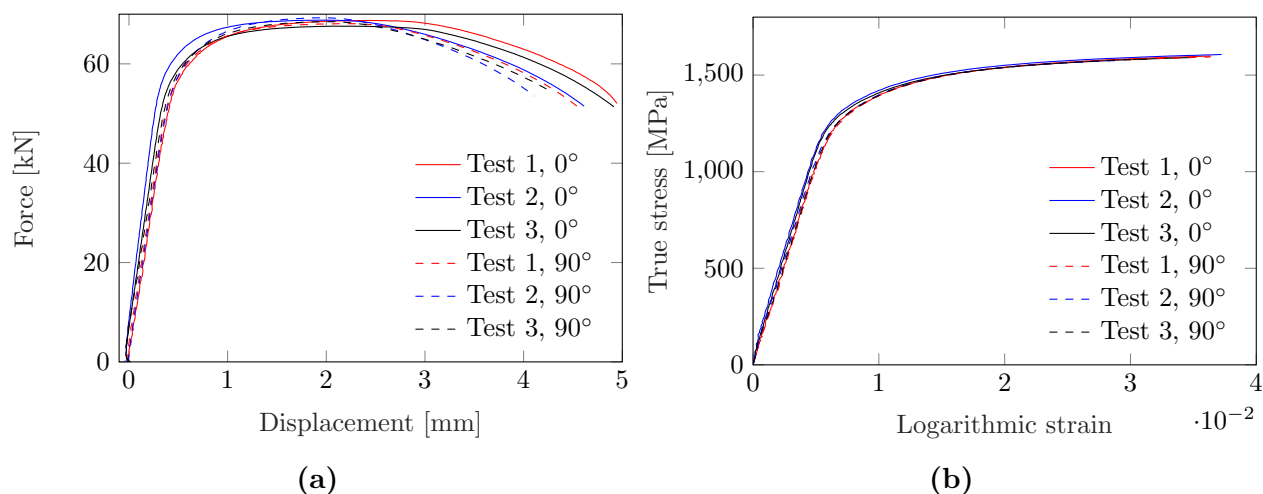 60
40
20
0
0
1
2
3
4
5
Force [kN]
Displacement [mm]
Test 1, 0°
Test 2, 0°
Test 3, 0°
Test 1, 90°
Test 2, 90°
Test 3, 90°
(a)
1,500
1,000
500
0
0
1
2
3
4
·10−2
True stress [MPa]
Logarithmic strain
Test 1, 0°
Test 2, 0°
Test 3, 0°
Test 1, 90°
Test 2, 90°
Test 3, 90°
(b)